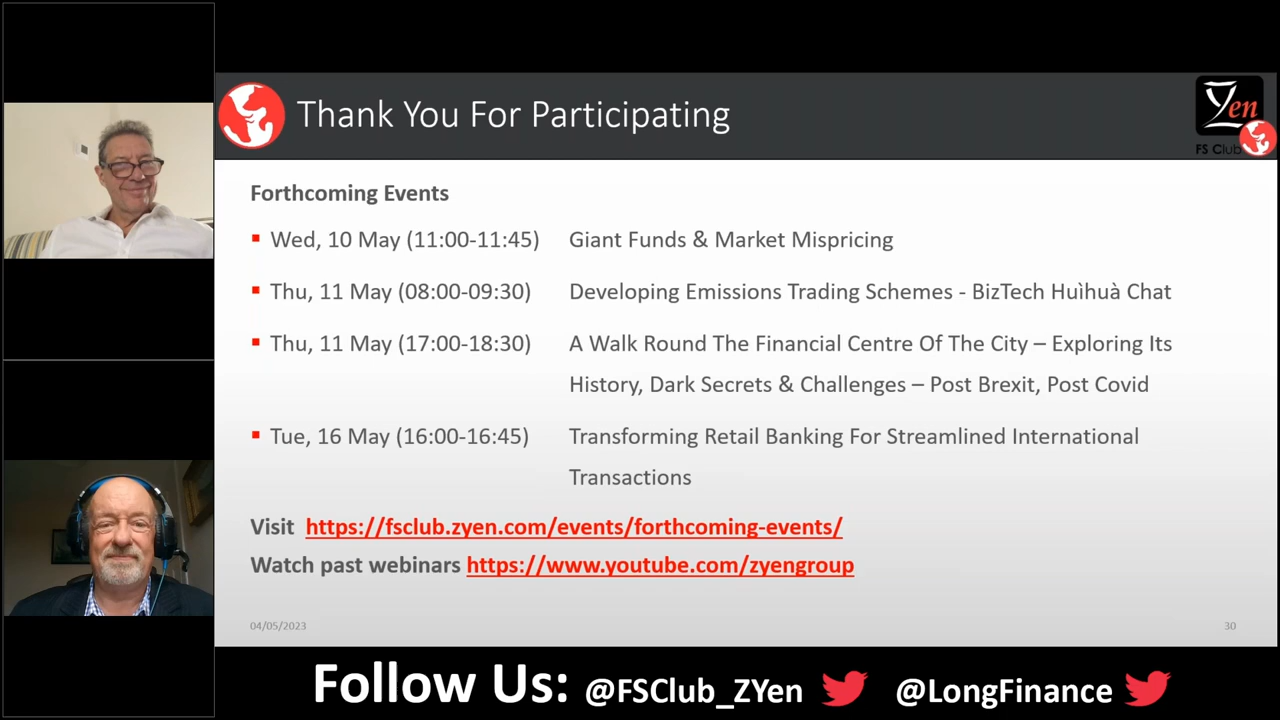 Thank You For Participating
Yen
FS Club
Forthcoming Events
Wed, 10 May (11:00-11:45) Giant Funds & Market Mispricing
Thu, 11 May (08:00-09:30) Developing Emissions Trading Schemes - BizTech Huìhuà Chat
Thu, 11 May (17:00-18:30) A Walk Round The Financial Centre Of The City – Exploring Its
History, Dark Secrets & Challenges – Post Brexit, Post Covid
Tue, 16 May (16:00-16:45) Transforming Retail Banking For Streamlined International
Transactions
Visit https://fsclub.zyen.com/events/forthcoming-events/
Watch past webinars https://www.youtube.com/zyengroup
04/05/2023 30
Follow Us: @FSClub_ZYen @LongFinance